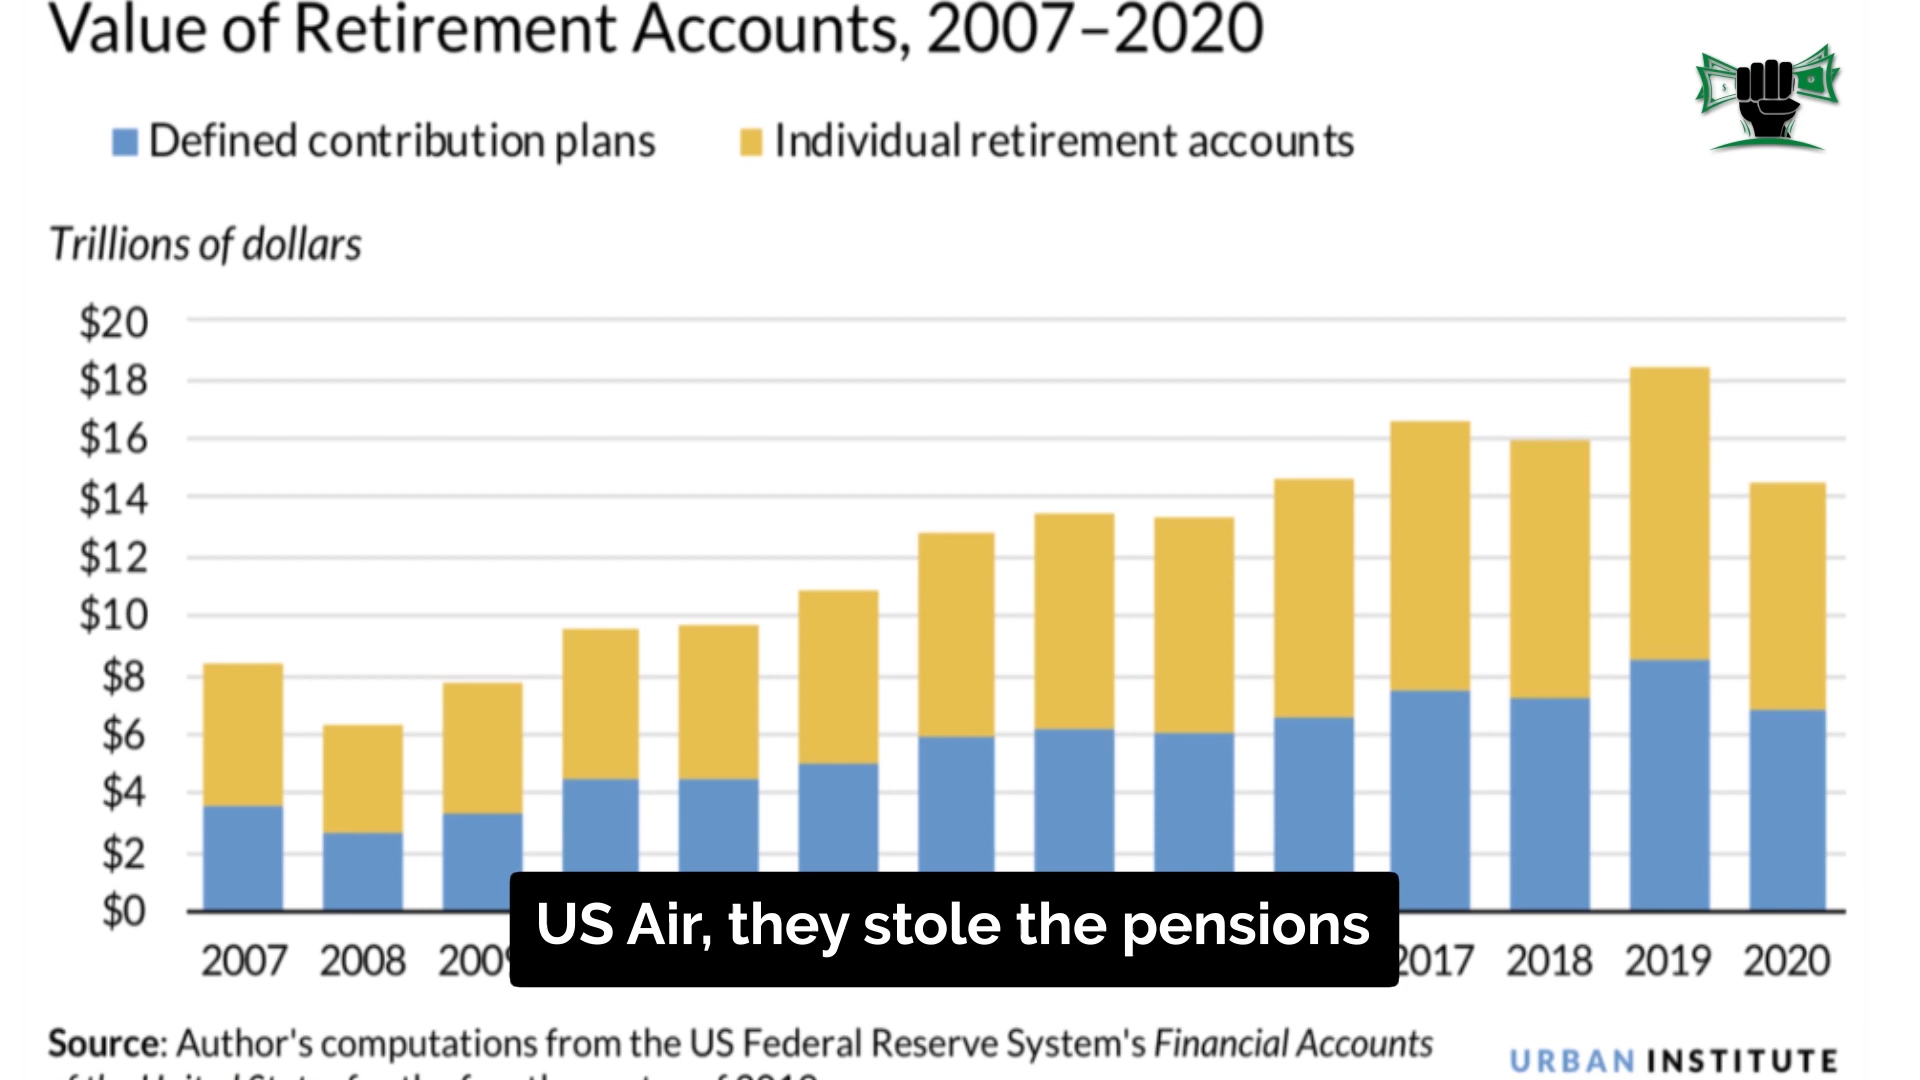 Value of Retirement Accounts, 2007–2020
Defined contribution plans Individual retirement accounts
Trillions of dollars
$20
$18
$16
$14
$12
$10
$8
$6
$4
$2
$0
US Air, they stole the pensions
2007 2008 2017 2018 2019 2020
Source: Author's computations from the US Federal Reserve System's Financial Accounts
URBAN INSTITUTE